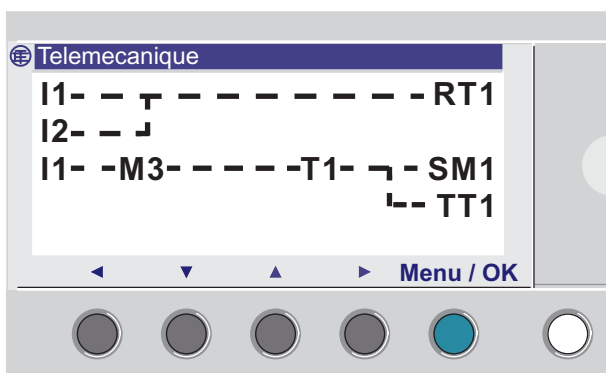 Telemecanique
I1- - - - - - - - - RT1
I2- -
I1- -M3- - - - -T1- - - SM1
-- TT1
Menu / OK